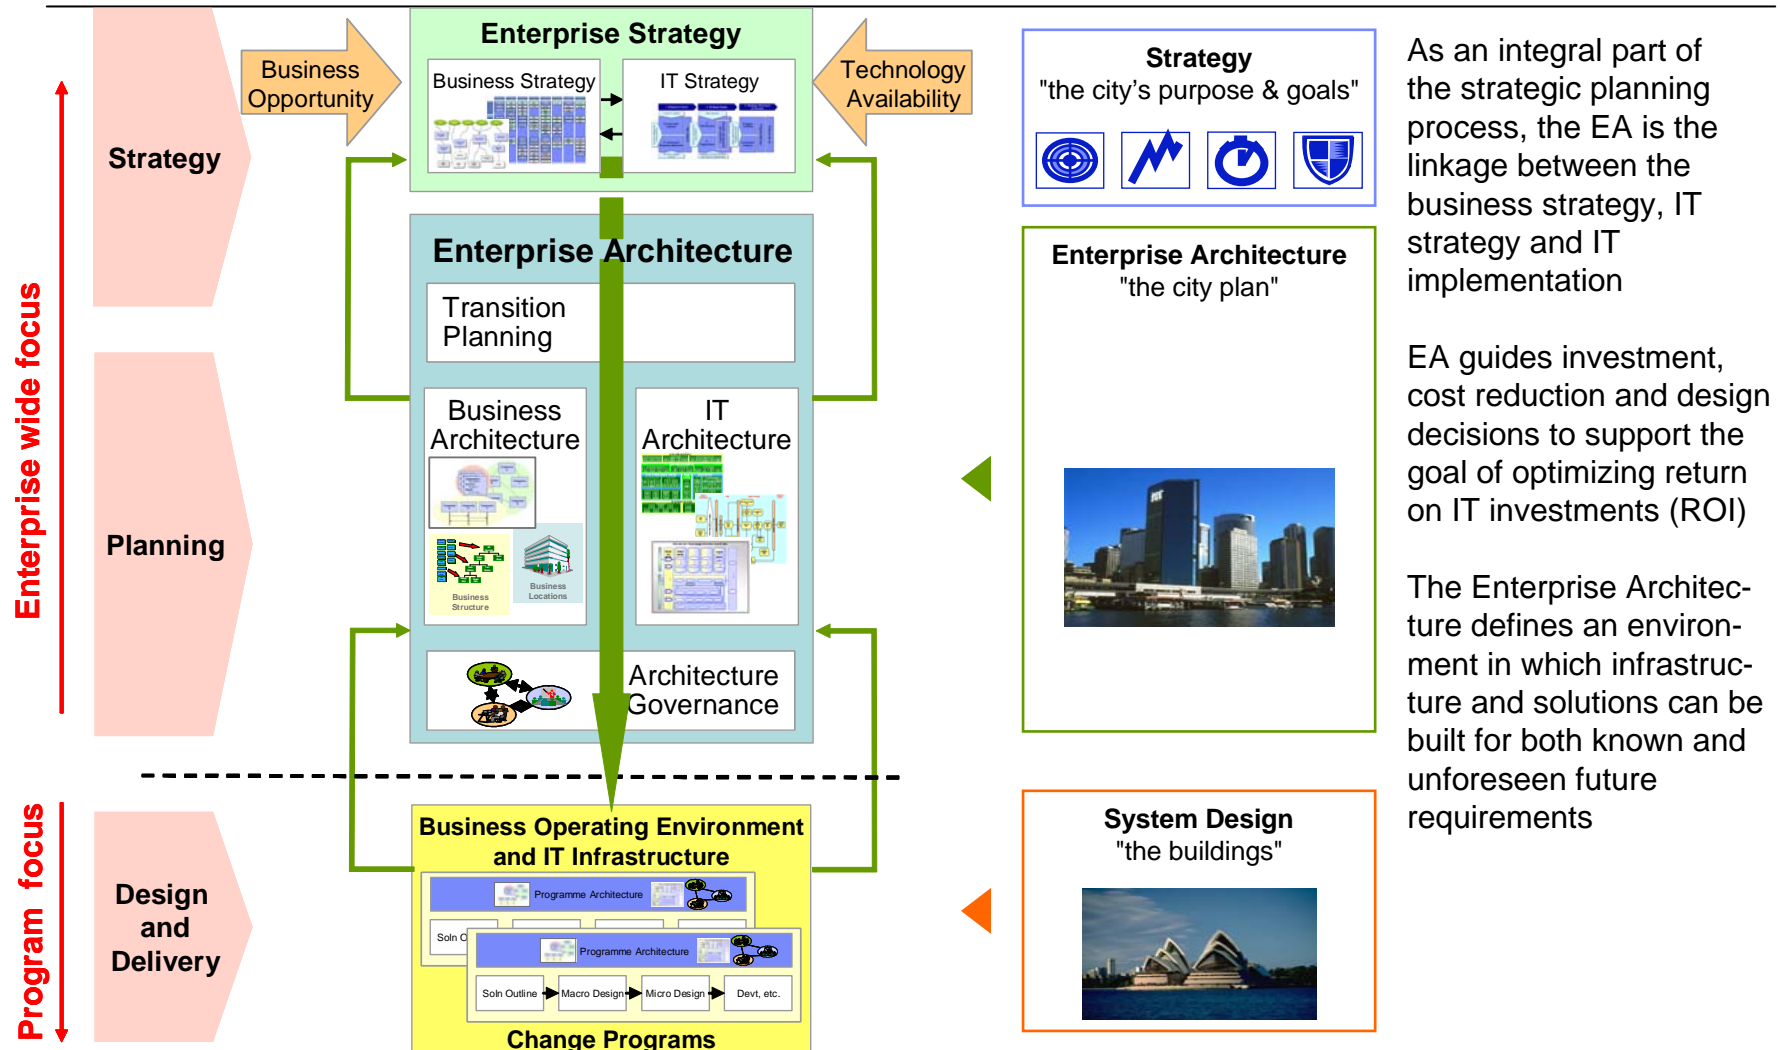 Enterprise wide focus
Program focus
Strategy
Planning
Design
and
Delivery
Business
Opportunity
Enterprise Strategy
Business Strategy
IT Strategy
Technology
Availability
Enterprise Architecture
Transition
Planning
Business
Architecture
Business
Structure
Business
Locations
IT
Architecture
Architecture
Governance
Business Operating Environment
and IT Infrastructure
Programme Architecture
Soln O
Programme Architecture
Soln Outline
Macro Design
Micro Design
Devt, etc.
Change Programs
Strategy
"the city's purpose & goals"
Enterprise Architecture
"the city plan"
System Design
"the buildings"
As an integral part of
the strategic planning
process, the EA is the
linkage between the
business strategy, IT
strategy and IT
implementation
EA guides investment,
cost reduction and design
decisions to support the
goal of optimizing return
on IT investments (ROI)
The Enterprise Architec-
ture defines an environ-
ment in which infrastruc-
ture and solutions can be
built for both known and
unforeseen future
requirements